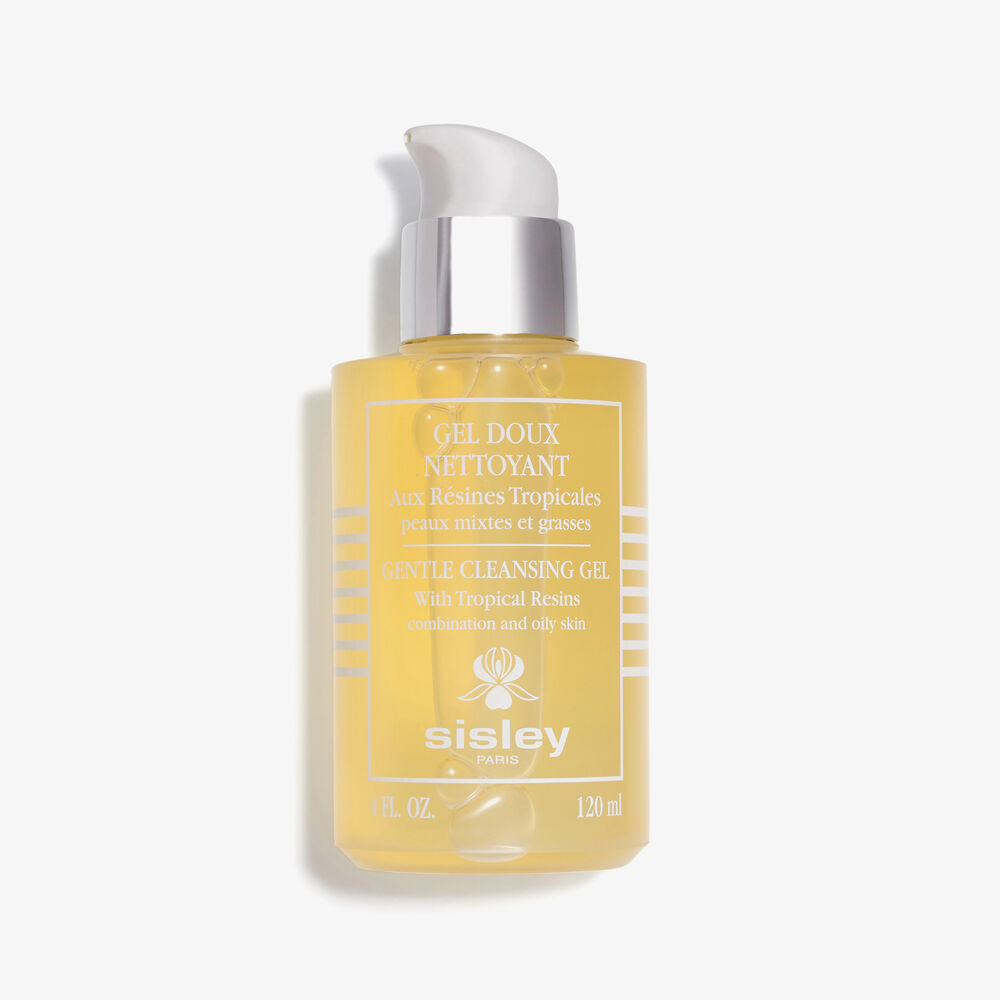 GEL DOUX
NETTOYANT
Aux Résines Tropicales
peaux mixtes et grasses
GENTLE CLEANSING GEL
With Tropical Resins
combination and oily skin
sisley
PARIS
4 FL. OZ. 120 ml